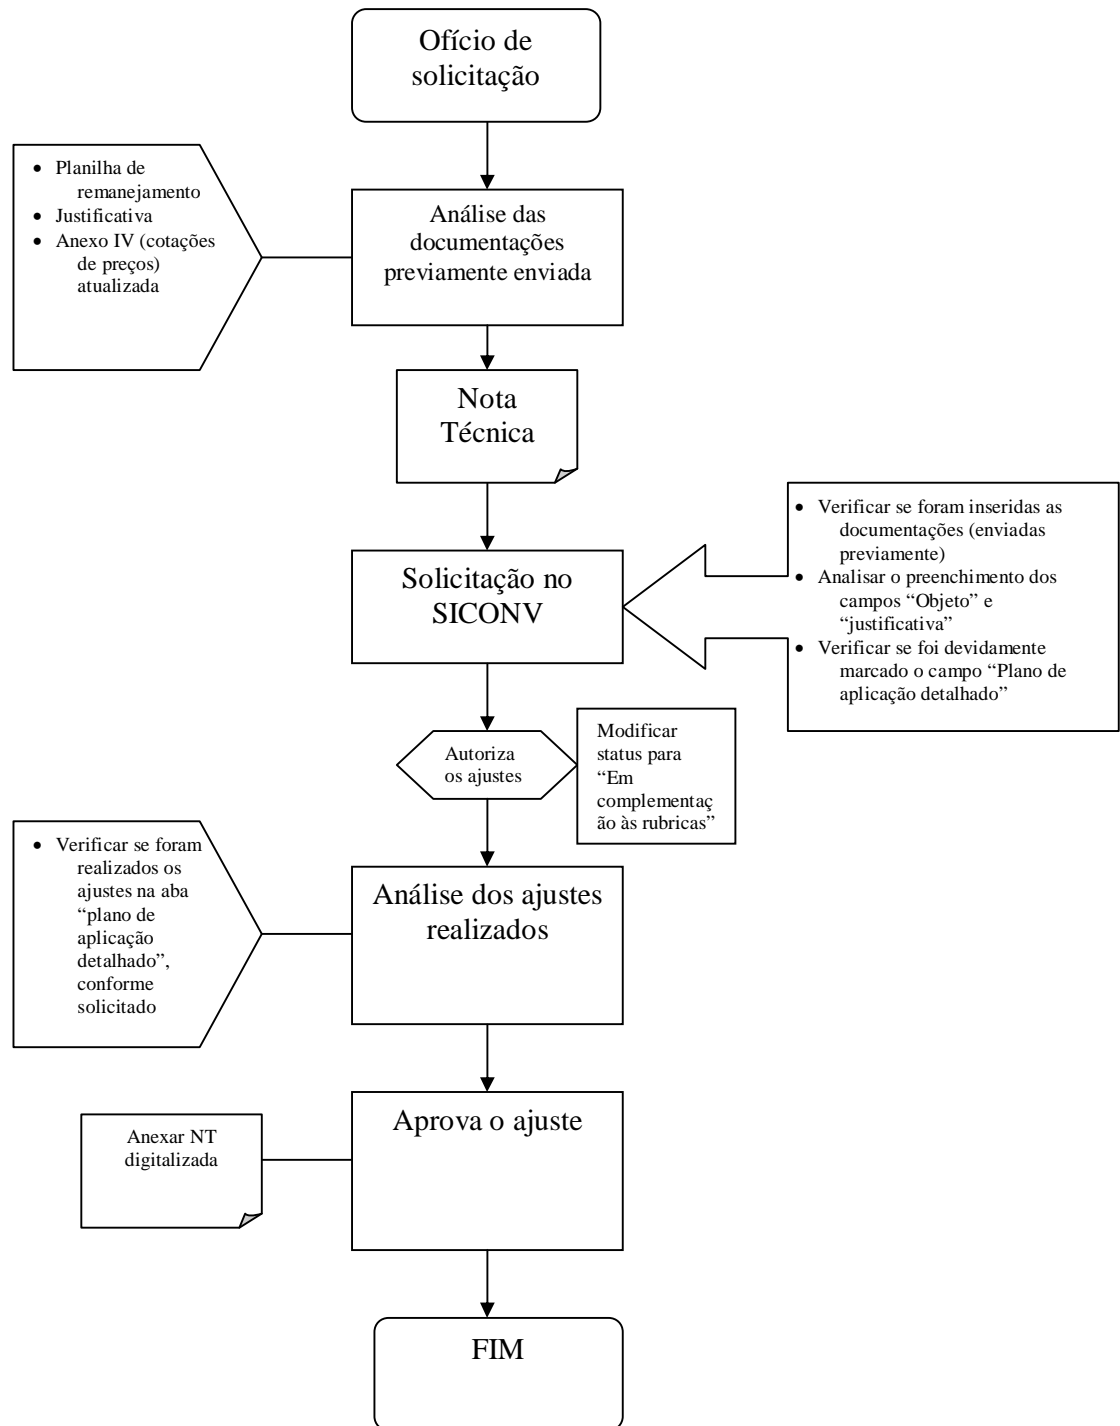 Ofício de
solicitação
• Planilha de
remanejamento
• Justificativa
• Anexo IV (cotações
de preços)
atualizada
Análise das
documentações
previamente enviada
Nota
Técnica
• Verificar se foram inseridas as
documentações (enviadas
previamente)
• Analisar o preenchimento dos
campos “Objeto” e
“justificativa”
• Verificar se foi devidamente
marcado o campo “Plano de
aplicação detalhado”
Solicitação no
SICONV
Autoriza
os ajustes
Modificar
status para
“Em
complementaç
ão às rubricas”
• Verificar se foram
realizados os
ajustes na aba
“plano de
aplicação
detalhado”,
conforme
solicitado
Análise dos ajustes
realizados
Aprova o ajuste
Anexar NT
digitalizada
FIM